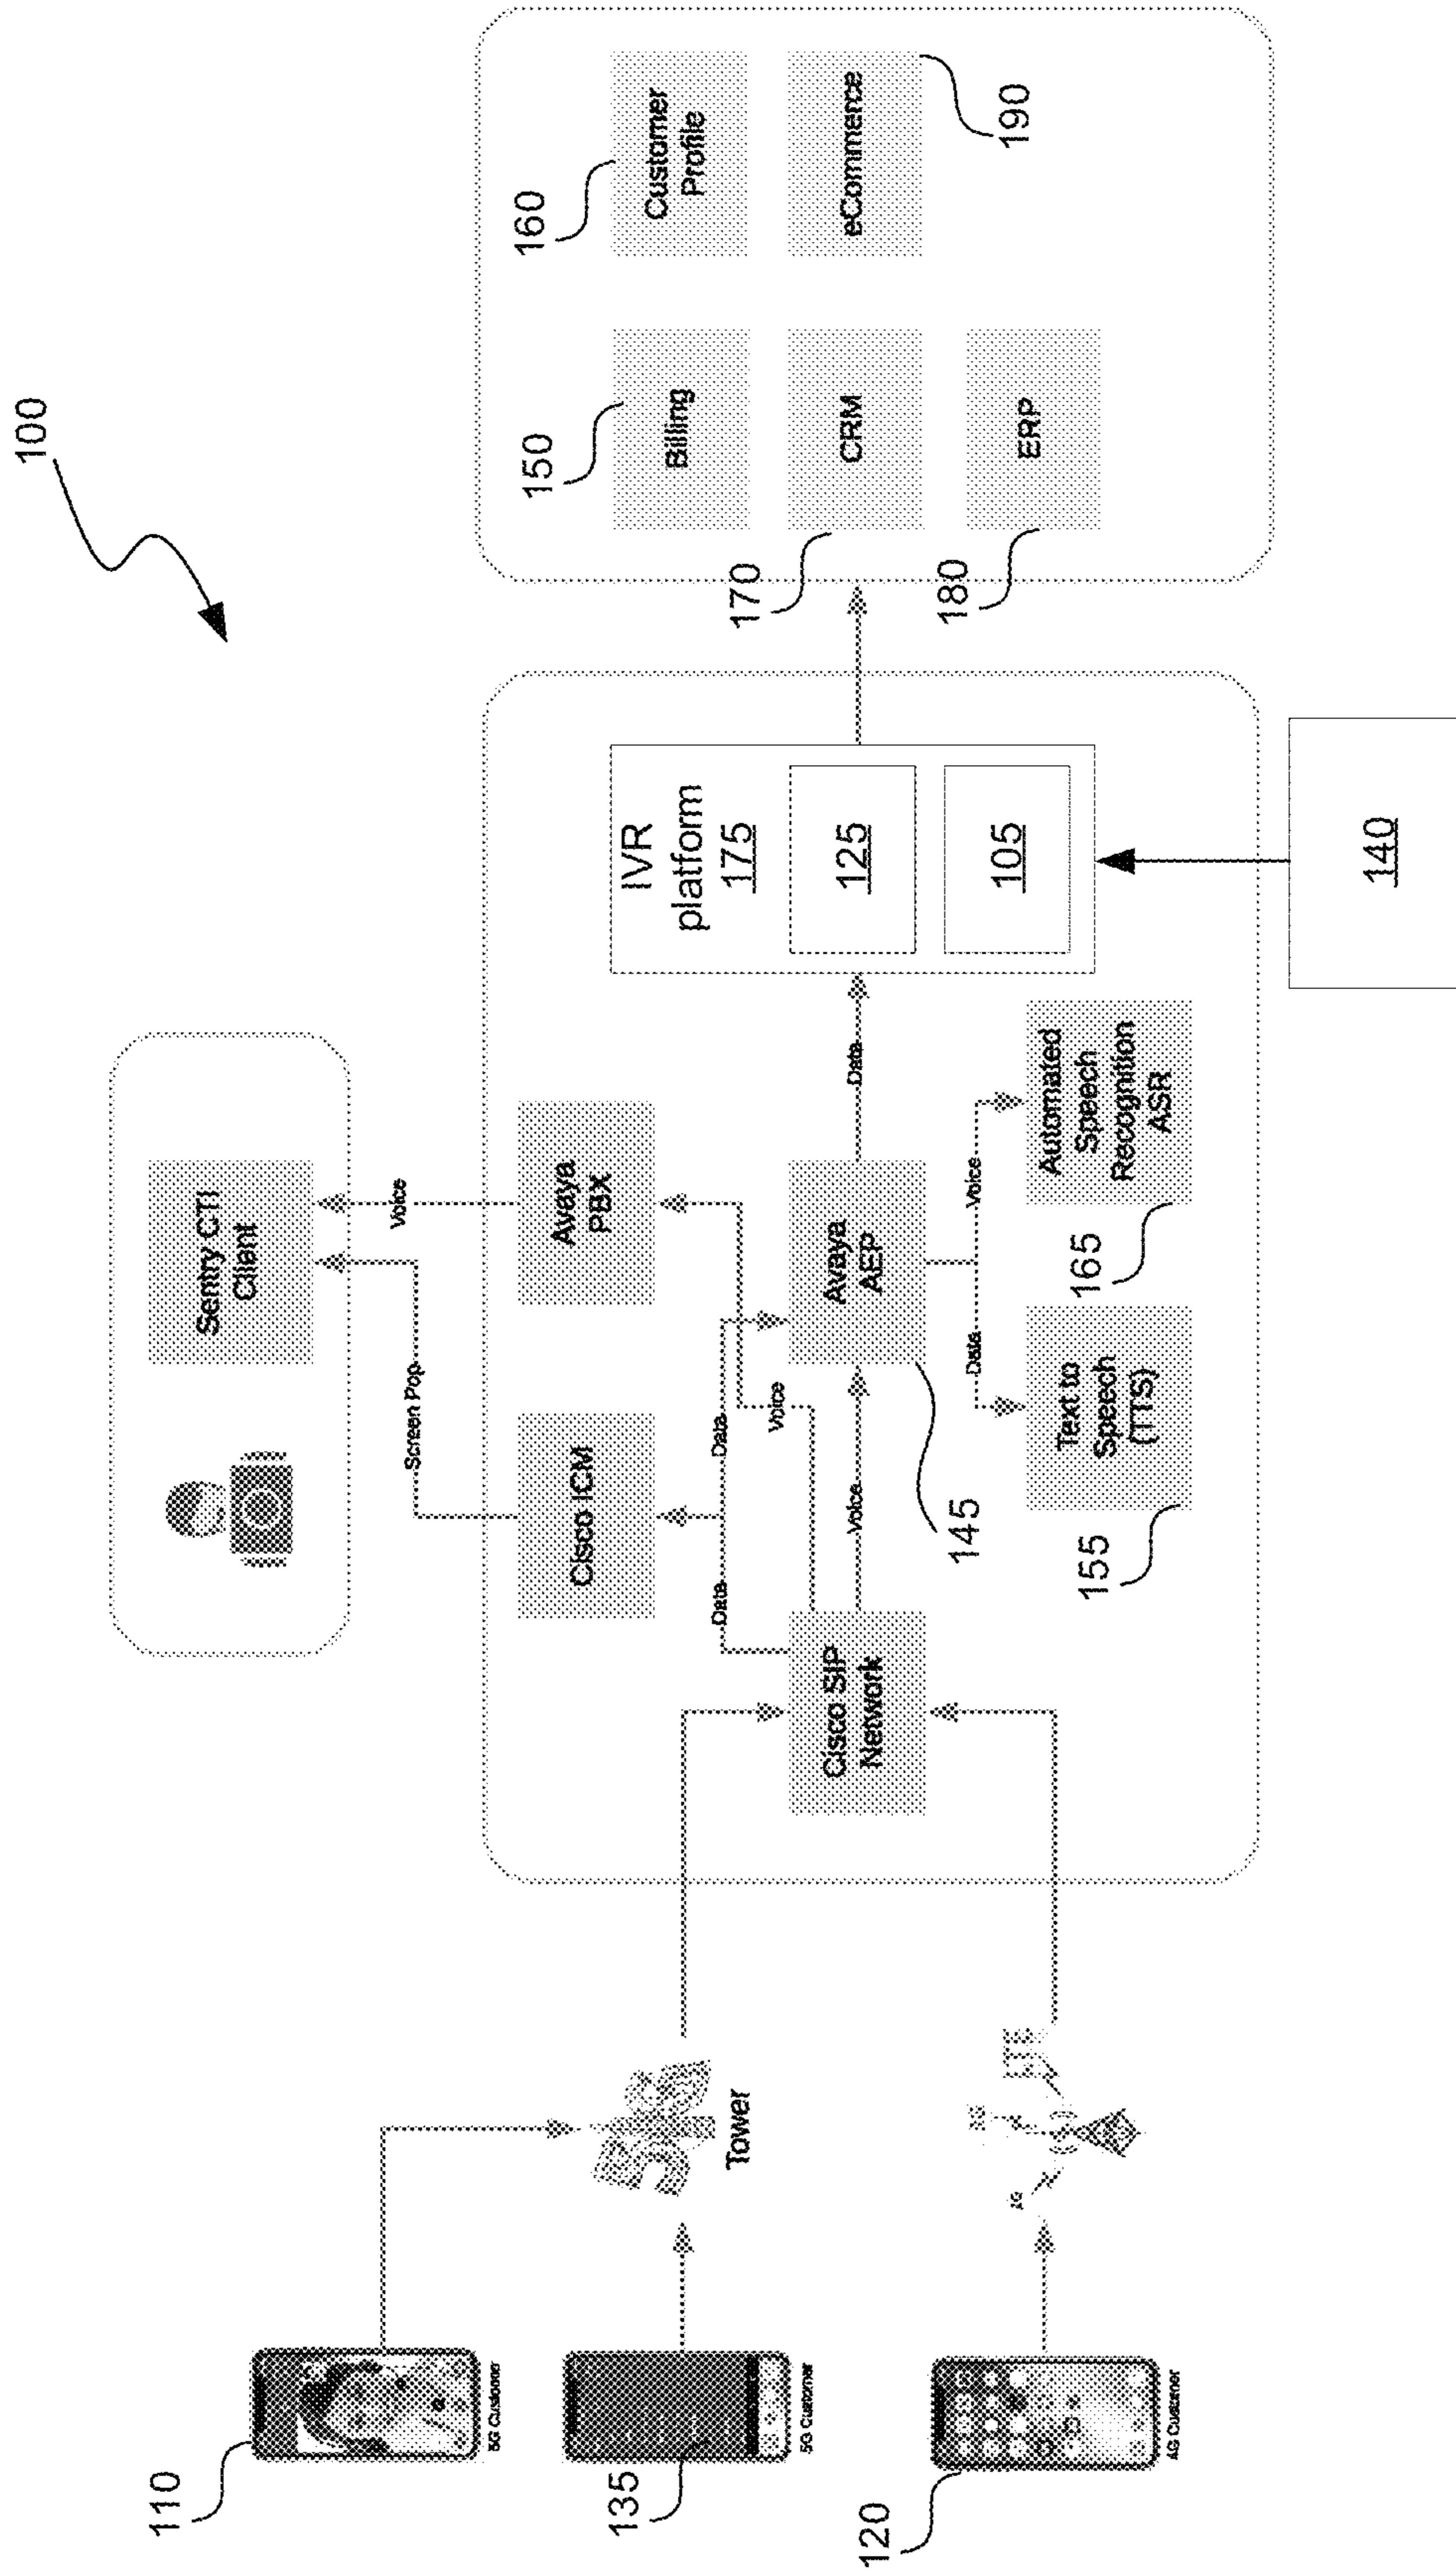 100
110
5G Customer
135
5G Customer
120
4G Customer
Tower
LTE
Sentry CTI
Client
Screen Pop
Voice
Cisco ICM
Avaya
PBX
Data
Data
Voice
Cisco SIP
Network
Voice
Avaya
AEP
145
Data
Data
Voice
Text to
Speech
(TTS)
155
Automated
Speech
Recognition
ASR
165
IVR
platform
175
125
105
140
150
Billing
160
Customer
Profile
170
CRM
eCommerce
190
180
ERP